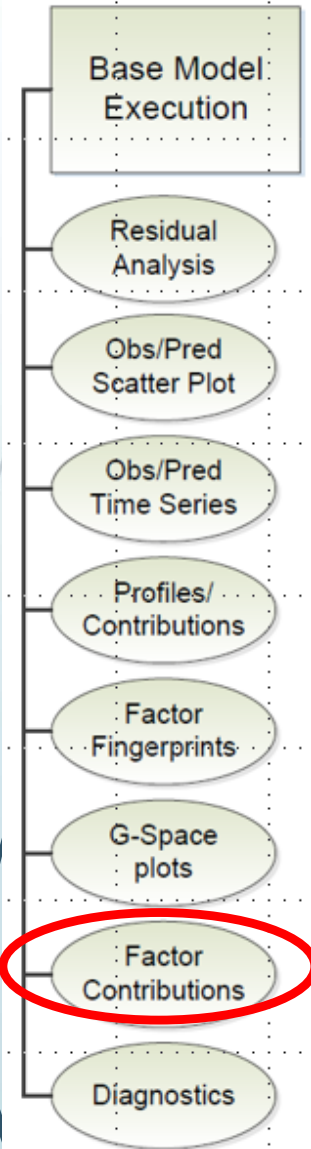 Base Model
Execution
Residual
Analysis
Obs/Pred
Scatter Plot
Obs/Pred
Time Series
Profiles/
Contributions
Factor
Fingerprints
G-Space
plots
Factor
Contributions
Diagnostics